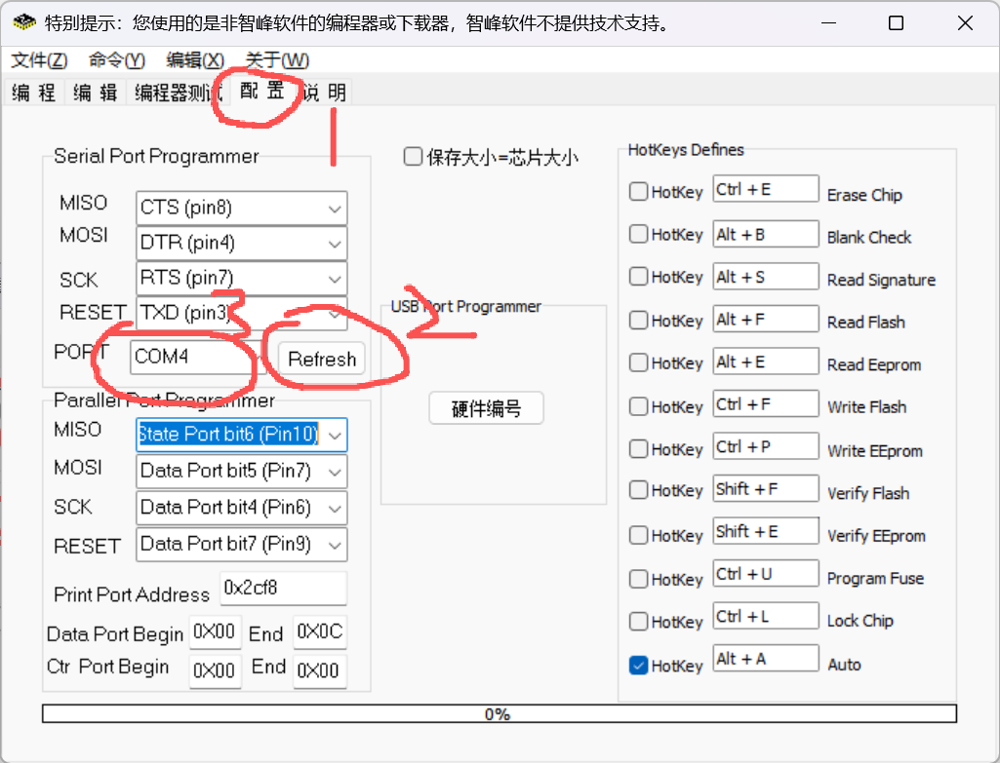 特别提示：您使用的是非智峰软件的编程器或下载器，智峰软件不提供技术支持。
文件(Z) 命令(Y) 编辑(X) 关于(W)
编 程 编 辑 编程器测试 配 置 说 明
1
Serial Port Programmer
MISO CTS (pin8)
MOSI DTR (pin4)
SCK RTS (pin7)
RESET TXD (pin3)
PORT COM4 Refresh
3
2
Parallel Port Programmer
MISO State Port bit6 (Pin10)
MOSI Data Port bit5 (Pin7)
SCK Data Port bit4 (Pin6)
RESET Data Port bit7 (Pin9)
Print Port Address 0x2cf8
Data Port Begin 0X00 End 0X0C
Ctr Port Begin 0X00 End 0X00
保存大小=芯片大小
USB Port Programmer
硬件编号
HotKeys Defines
HotKey Ctrl + E Erase Chip
HotKey Alt + B Blank Check
HotKey Alt + S Read Signature
HotKey Alt + F Read Flash
HotKey Alt + E Read Eeprom
HotKey Ctrl + F Write Flash
HotKey Ctrl + P Write EEprom
HotKey Shift + F Verify Flash
HotKey Shift + E Verify EEprom
HotKey Ctrl + U Program Fuse
HotKey Ctrl + L Lock Chip
HotKey Alt + A Auto
0%